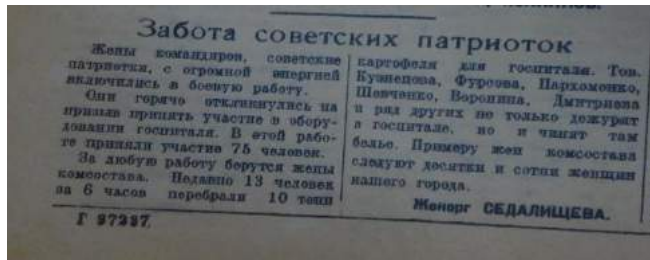 Забота советских патриоток
Жены командиров, советские
патриотки, с огромной энергией
включились в боевую работу.
Они горячо откликнулись на
призыв принять участие в обору-
довании госпиталя. В этой рабо-
те приняли участие 75 человек.
За любую работу берутся жены
комсостава. Недавно 13 человек
за 6 часов перебрали 10 тонн
картофеля для госпиталя. Тов.
Кузнецова, Фурсова, Пархоменко,
Шевченко, Воронина, Дмитриева
и ряд других не только дежурят
в госпитале, но и чинят там
белье. Примеру жен комсостава
следуют десятки и сотни женщин
нашего города.
Женорг СЕДАЛИЩЕВА.
Г 97237.